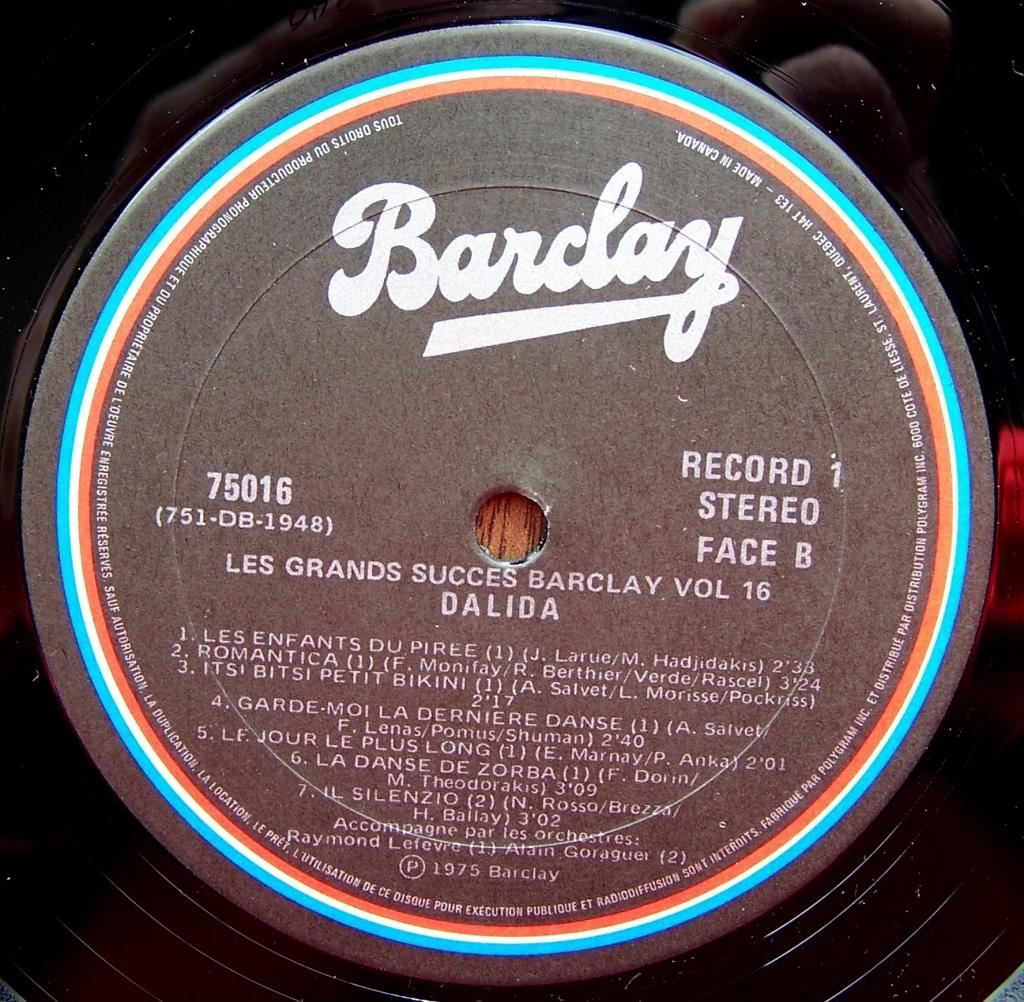 Barclay
75016
(751-DB-1948)
RECORD 1
STEREO
FACE B
LES GRANDS SUCCES BARCLAY VOL 16
DALIDA
1. LES ENFANTS DU PIREE (1) (J. Larue/M. Hadjidakis) 2'33
2. ROMANTICA (1) (F. Monifay/R. Berthier/Verde/Rascel) 3'24
3. ITSI BITSI PETIT BIKINI (1) (A. Salvet/L. Morisse/Pockriss)
2'17
4. GARDE-MOI LA DERNIERE DANSE (1) (A. Salvet/
F. Lenas/Pomus/Shuman) 2'40
5. LE JOUR LE PLUS LONG (1) (E. Marnay/P. Anka) 2'01
6. LA DANSE DE ZORBA (1) (F. Dorin/
M. Theodorakis) 3'09
7. IL SILENZIO (2) (N. Rosso/Brezza/
H. Ballay) 3'02
Accompagne par les orchestres:
Raymond Lefevre (1) Alain Goraguer (2)
Ⓟ 1975 Barclay
TOUS DROITS DU PRODUCTEUR PHONOGRAPHIQUE ET DU PROPRIETAIRE DE L'OEUVRE ENREGISTRÉE RÉSERVÉS. SAUF AUTORISATION, LA DUPLICATION, LA LOCATION, LE PRÊT, L'UTILISATION DE CE DISQUE POUR EXECUTION PUBLIQUE ET RADIODIFFUSION SONT INTERDITS. FABRIQUÉ PAR POLYGRAM INC. ET DISTRIBUÉ PAR DISTRIBUTION POLYGRAM INC. 6000 COTE DE LIESSE, ST. LAURENT, QUEBEC H4T 1E3 – MADE IN CANADA.